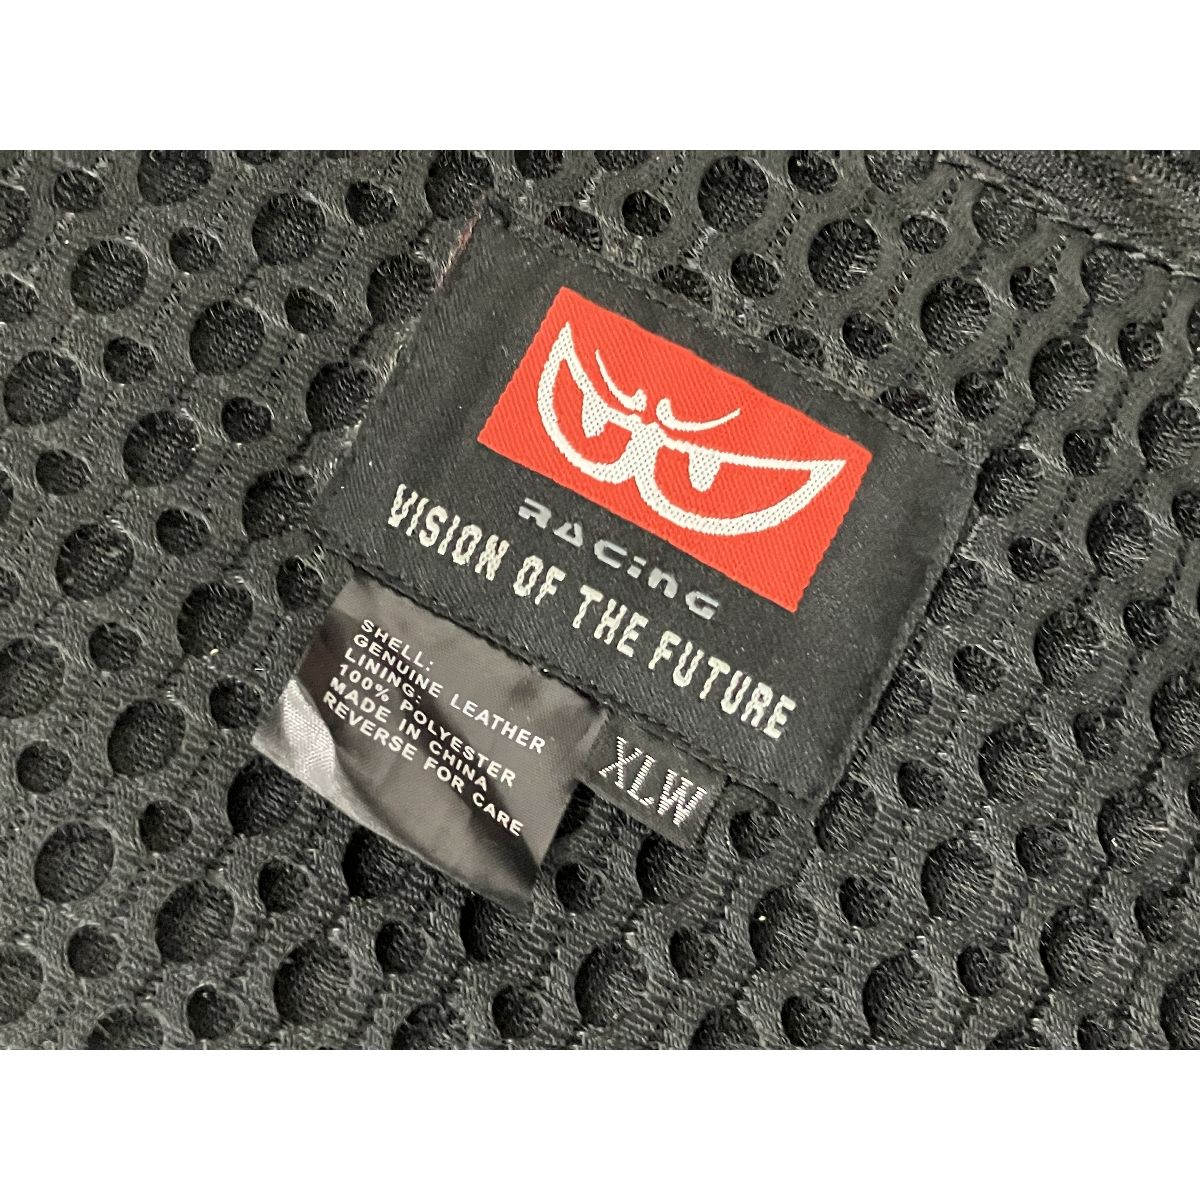 RACiNG
VISION OF THE FUTURE
SHELL:
GENUINE LEATHER
LINING:
100% POLYESTER
MADE IN CHINA
REVERSE FOR CARE
XLW